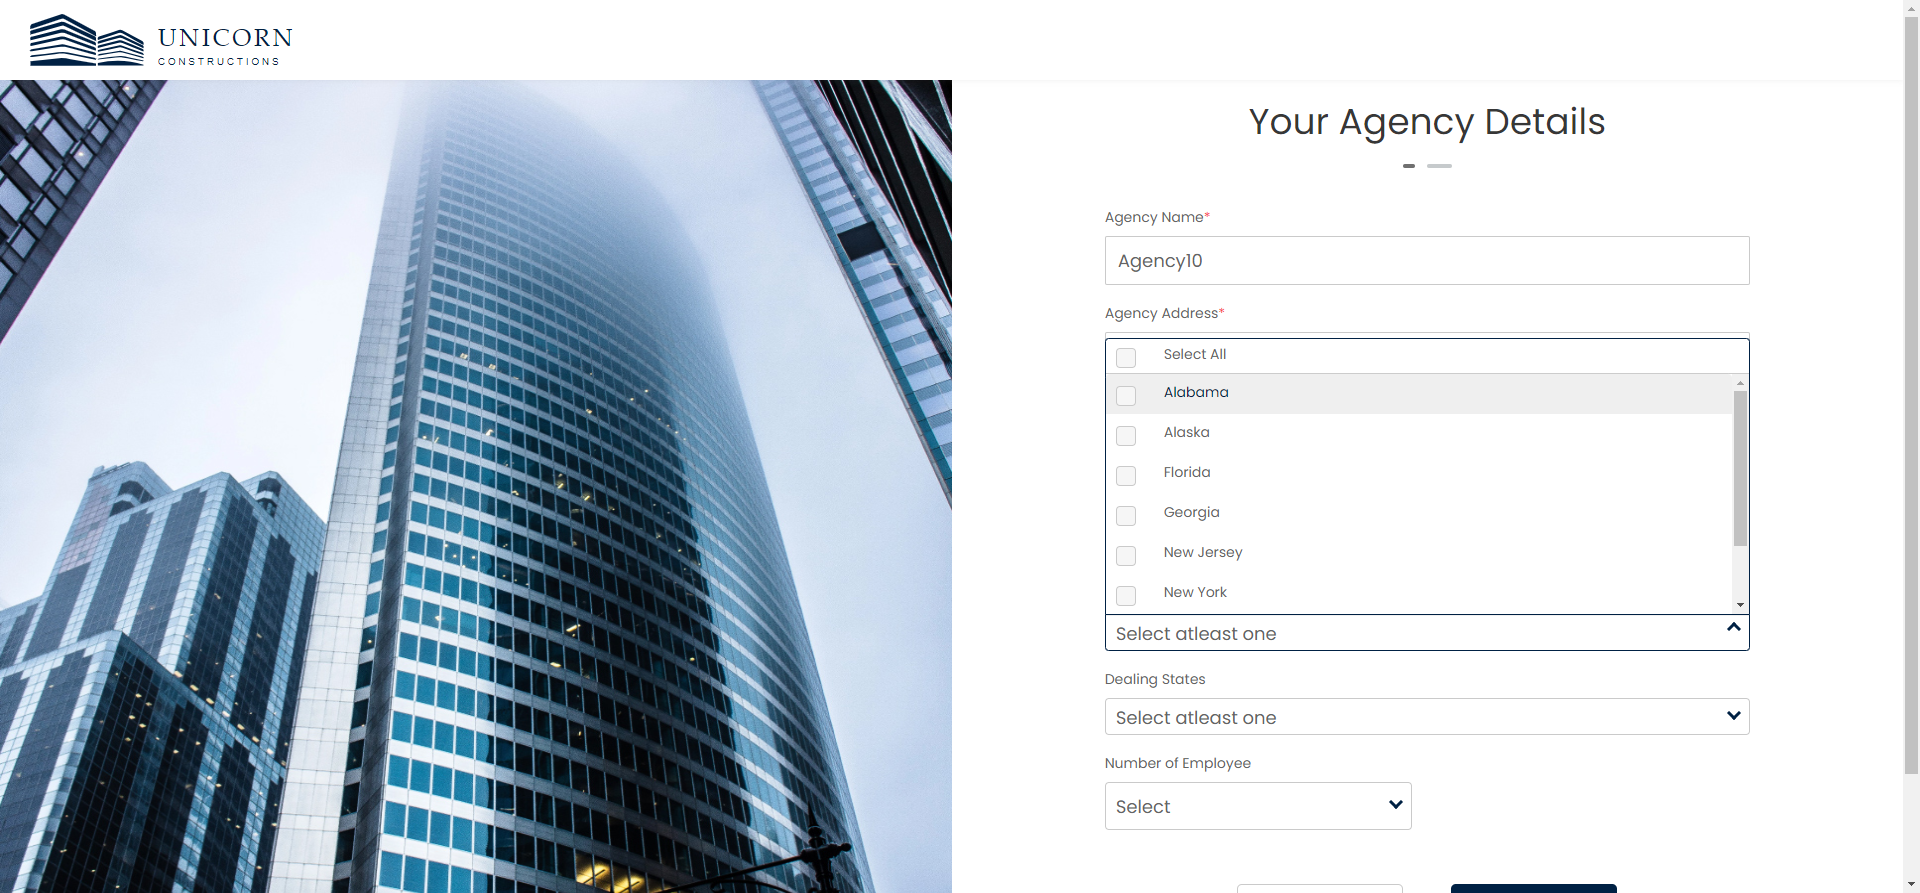 UNICORN
CONSTRUCTIONS
Your Agency Details
Agency Name*
Agency10
Agency Address*
Select All
Alabama
Alaska
Florida
Georgia
New Jersey
New York
Select atleast one
Dealing States
Select atleast one
Number of Employee
Select